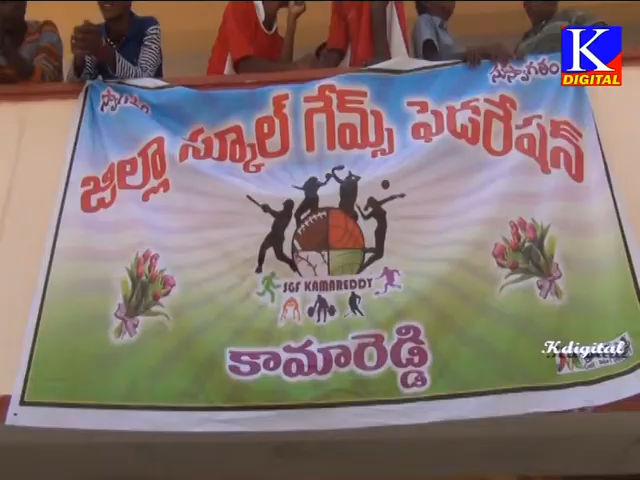 K
DIGITAL
స్వాగతం
సుస్వాగతం
జిల్లా స్కూల్ గేమ్స్ ఫెడరేషన్
SGF KAMAREDDY
కామారెడ్డి
Kdigital